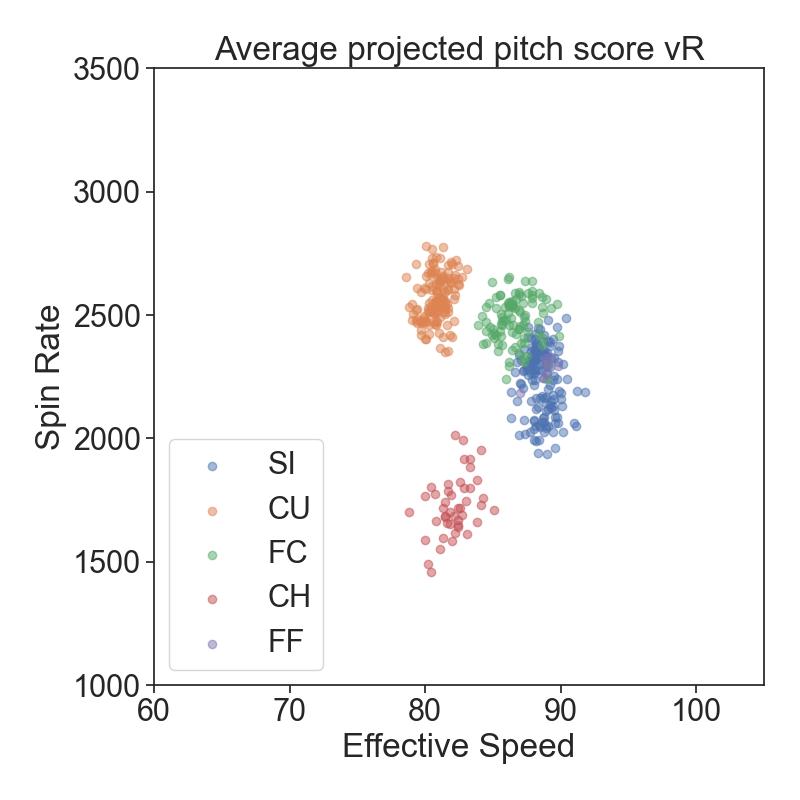 Average projected pitch score vR
3500
3000
2500
2000
1500
1000
Spin Rate
SI
CU
FC
CH
FF
60 70 80 90 100
Effective Speed